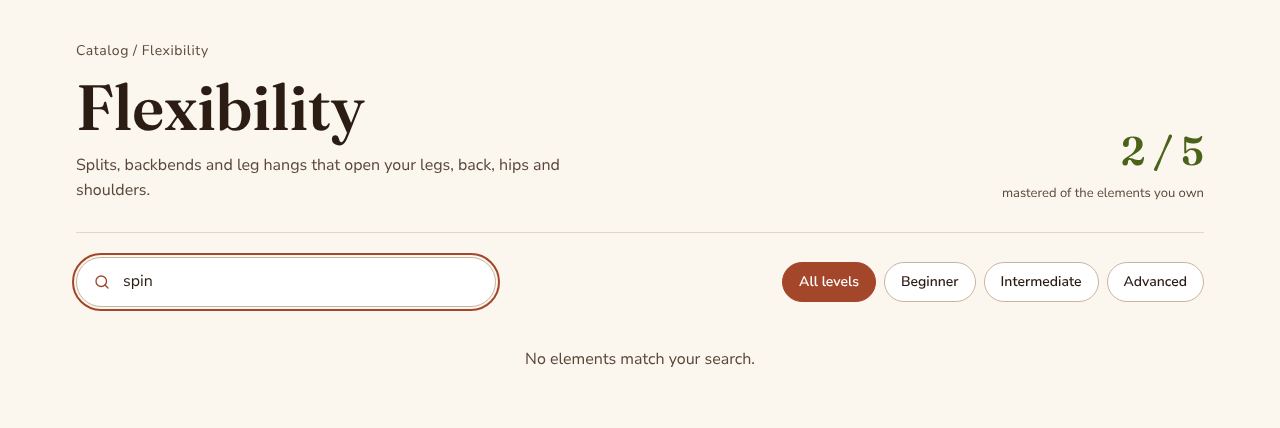 Catalog / Flexibility
Flexibility
Splits, backbends and leg hangs that open your legs, back, hips and
shoulders.
2 / 5
mastered of the elements you own
spin
All levels
Beginner
Intermediate
Advanced
No elements match your search.